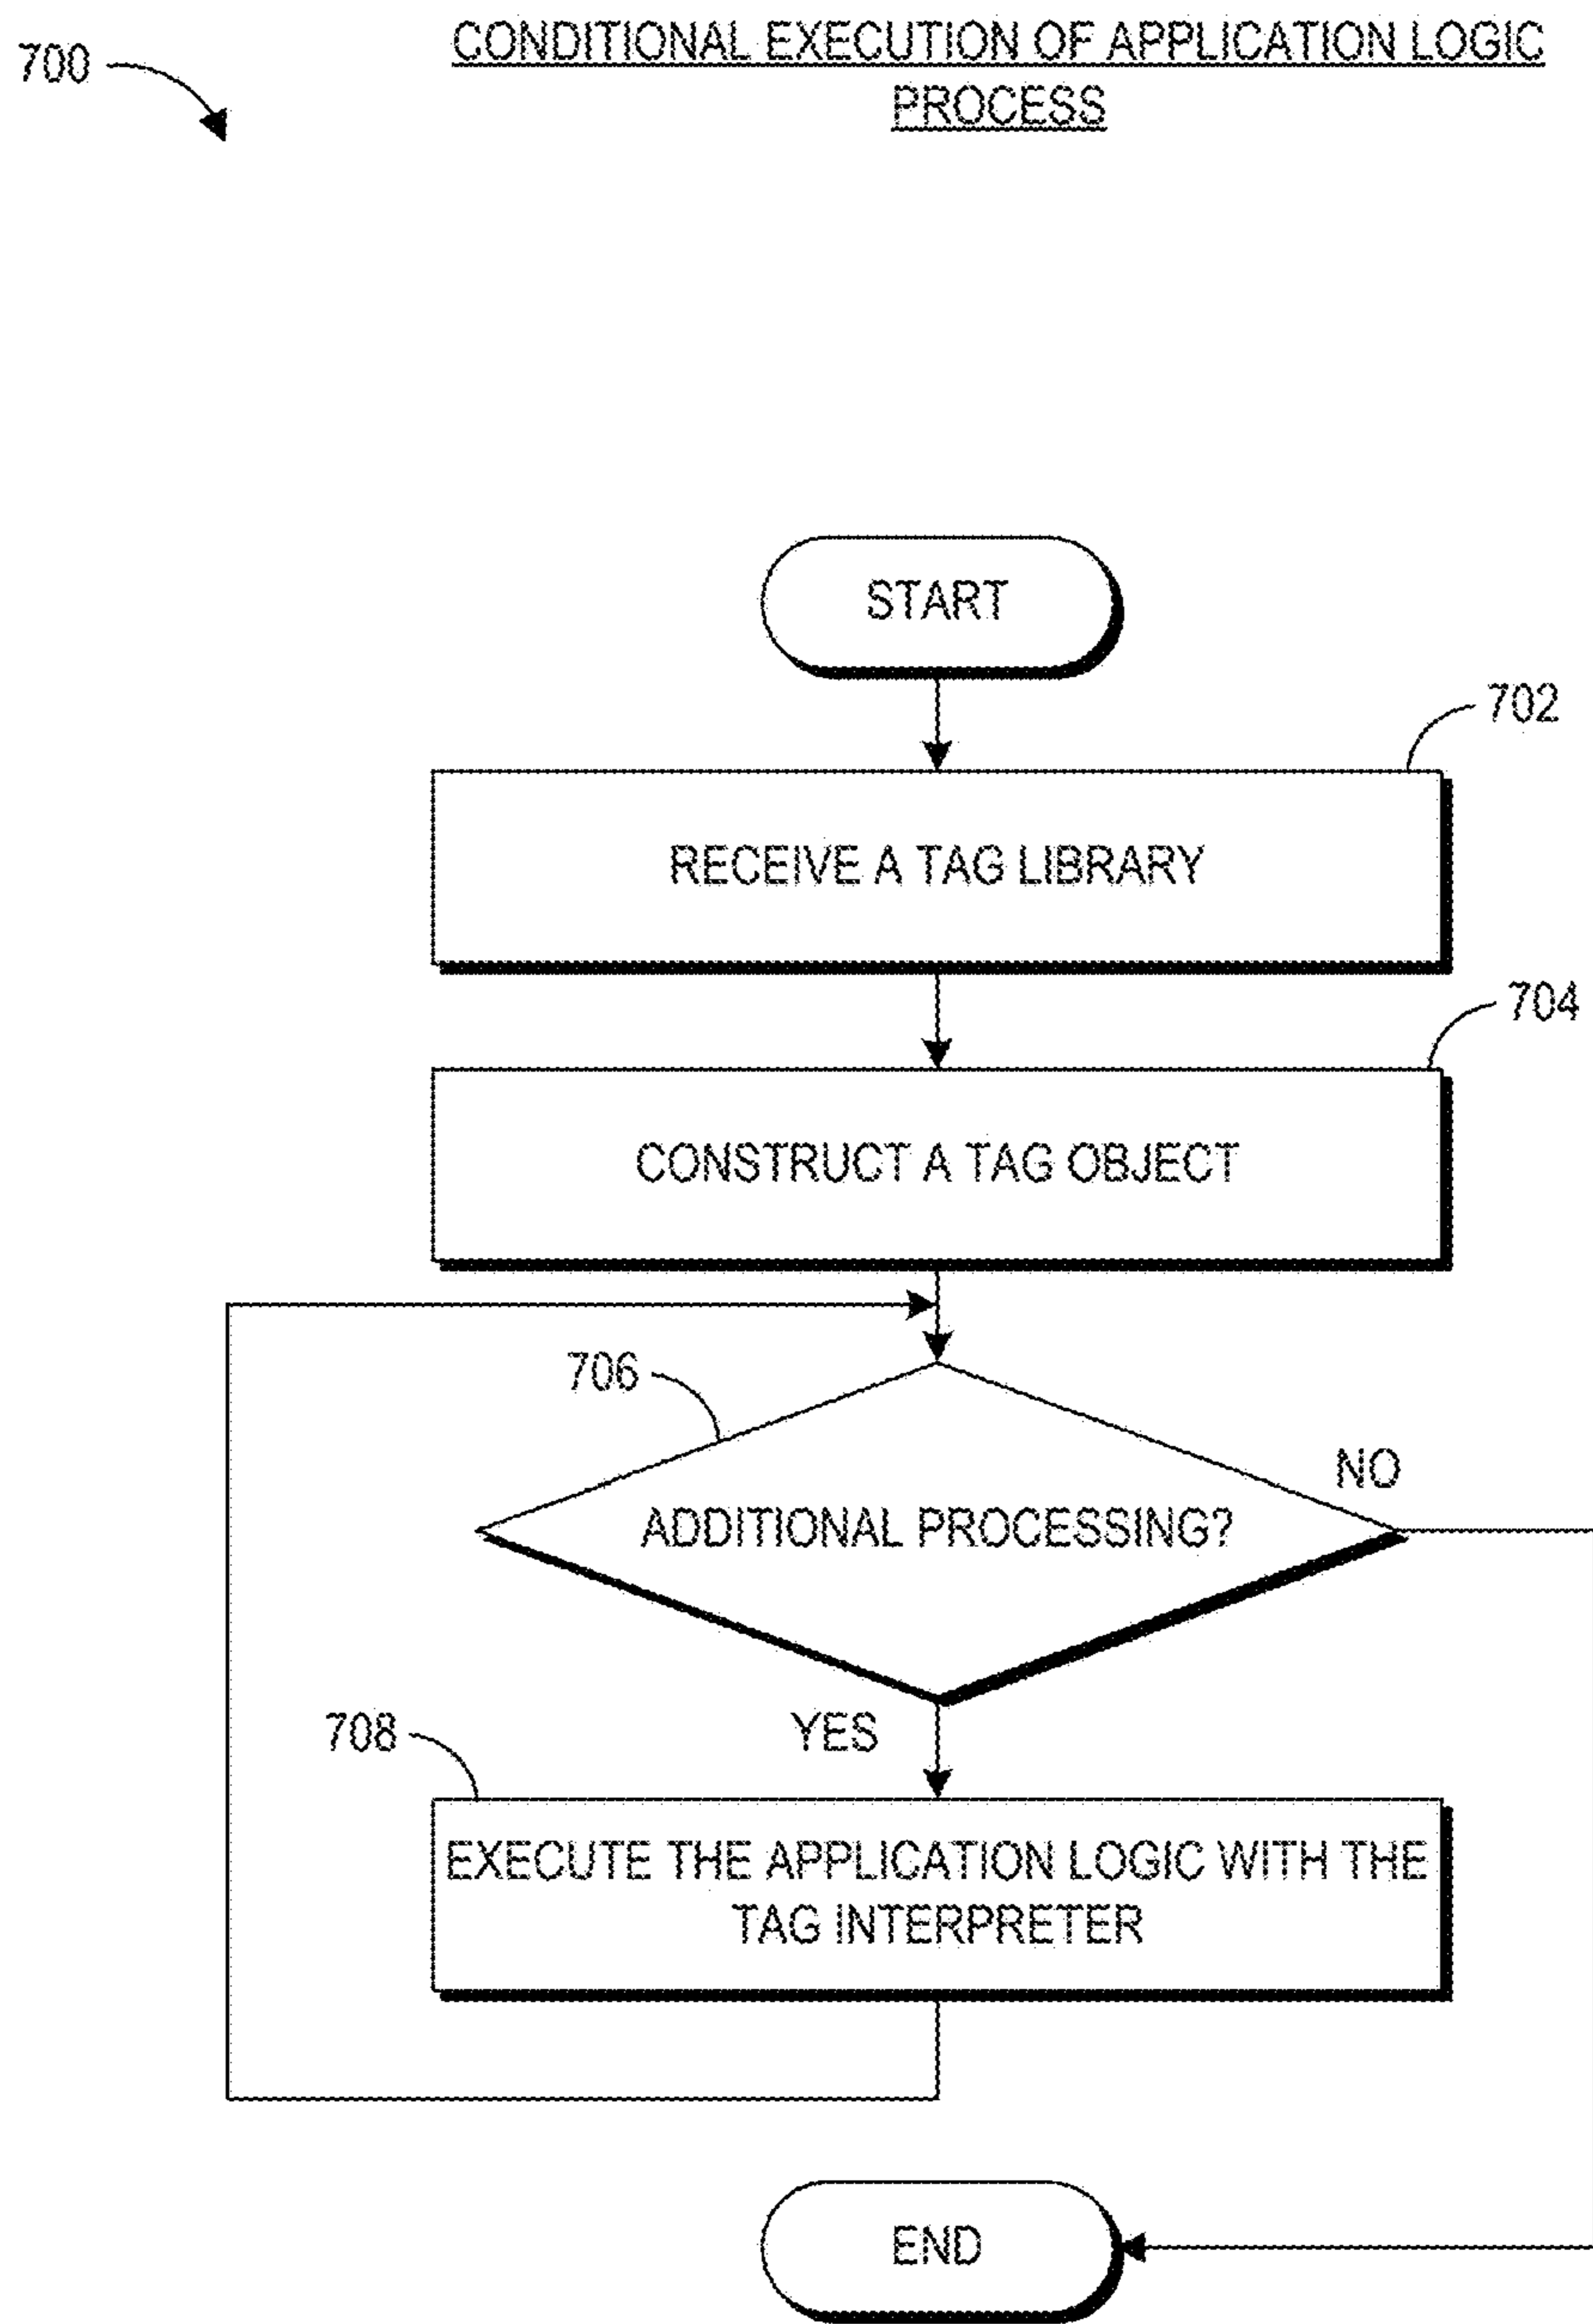 700
CONDITIONAL EXECUTION OF APPLICATION LOGIC
PROCESS
START
702
RECEIVE A TAG LIBRARY
704
CONSTRUCT A TAG OBJECT
706
NO
ADDITIONAL PROCESSING?
YES
708
EXECUTE THE APPLICATION LOGIC WITH THE
TAG INTERPRETER
END